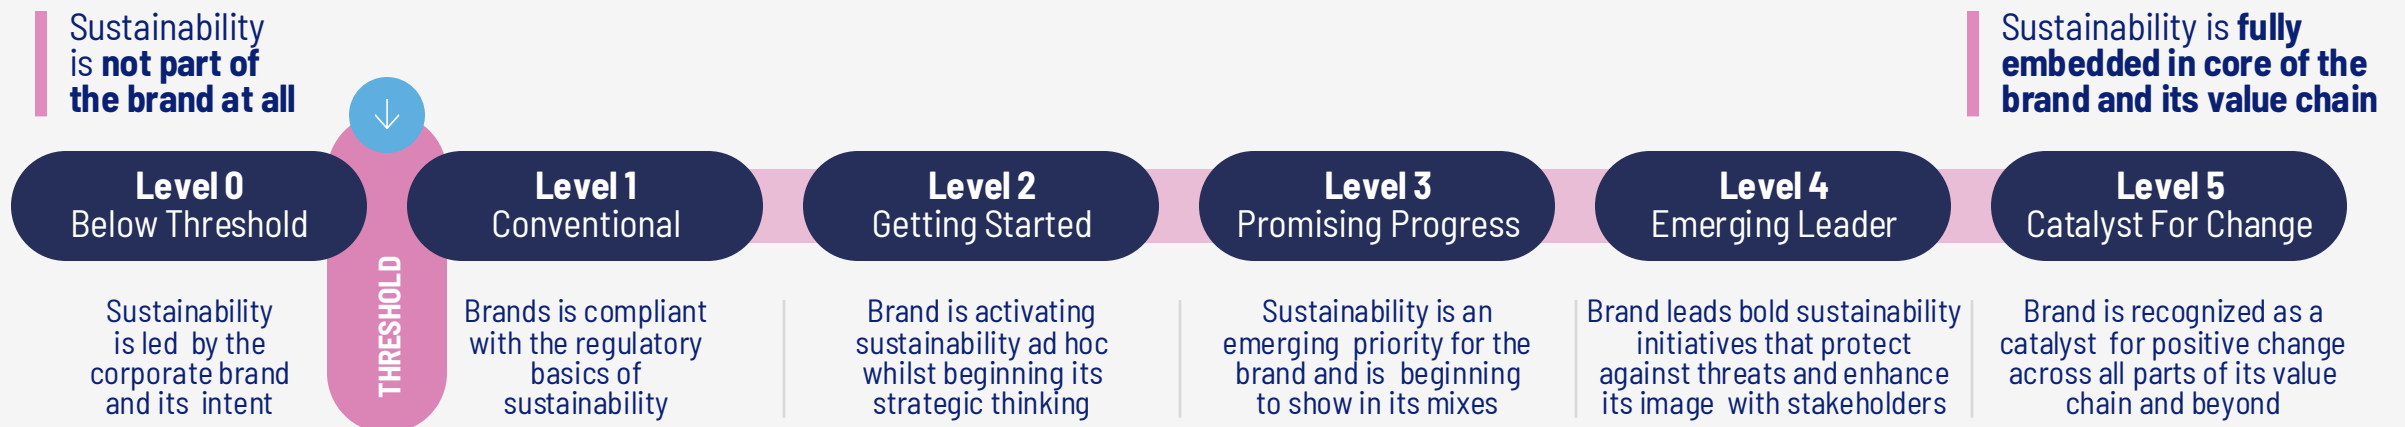 Sustainability
is not part of
the brand at all
Sustainability is fully
embedded in core of the
brand and its value chain
Level 0
Below Threshold
THRESHOLD
Level 1
Conventional
Level 2
Getting Started
Level 3
Promising Progress
Level 4
Emerging Leader
Level 5
Catalyst For Change
Sustainability
is led by the
corporate brand
and its intent
Brands is compliant
with the regulatory
basics of
sustainability
Brand is activating
sustainability ad hoc
whilst beginning its
strategic thinking
Sustainability is an
emerging priority for the
brand and is beginning
to show in its mixes
Brand leads bold sustainability
initiatives that protect
against threats and enhance
its image with stakeholders
Brand is recognized as a
catalyst for positive change
across all parts of its value
chain and beyond